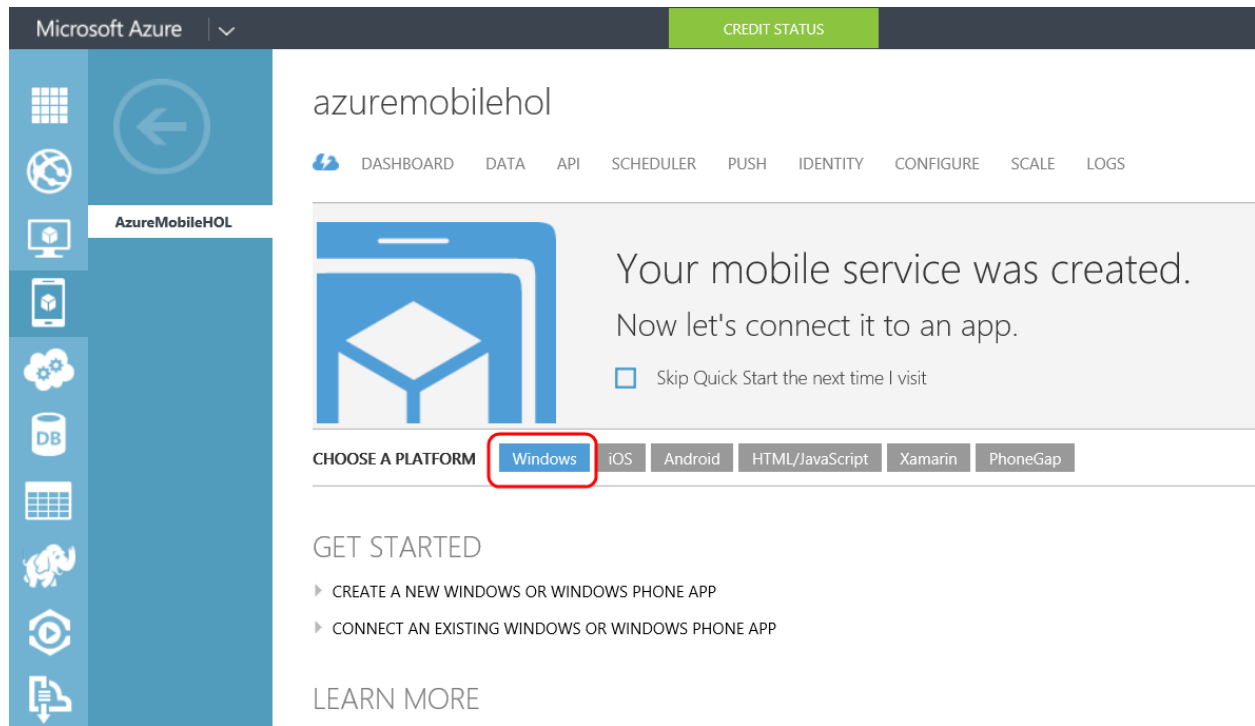 Microsoft Azure
CREDIT STATUS
azuremobilehol
DASHBOARD DATA API SCHEDULER PUSH IDENTITY CONFIGURE SCALE LOGS
AzureMobileHOL
Your mobile service was created.
Now let's connect it to an app.
Skip Quick Start the next time I visit
DB
CHOOSE A PLATFORM Windows iOS Android HTML/JavaScript Xamarin PhoneGap
GET STARTED
CREATE A NEW WINDOWS OR WINDOWS PHONE APP
CONNECT AN EXISTING WINDOWS OR WINDOWS PHONE APP
LEARN MORE